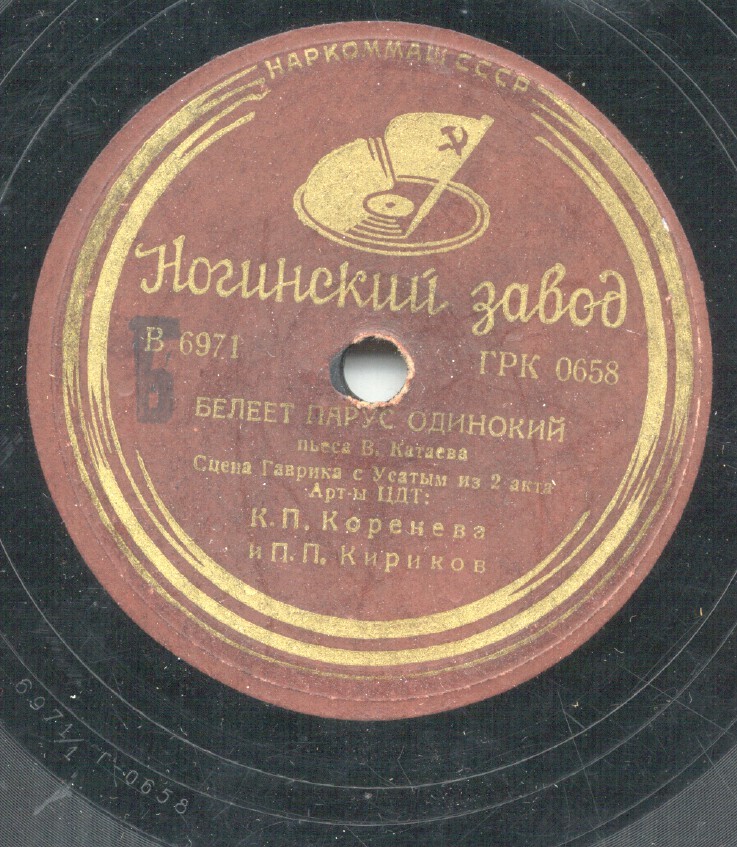 НАРКОММАШ СССР
Ногинский завод
В 6971
ГРК 0658
Б
БЕЛЕЕТ ПАРУС ОДИНОКИЙ
пьеса В. Катаева
Сцена Гаврика с Усатым из 2 акта
Арт-ы ЦДТ:
К. П. Коренева
и П. П. Кириков
6971/1 Г-0658